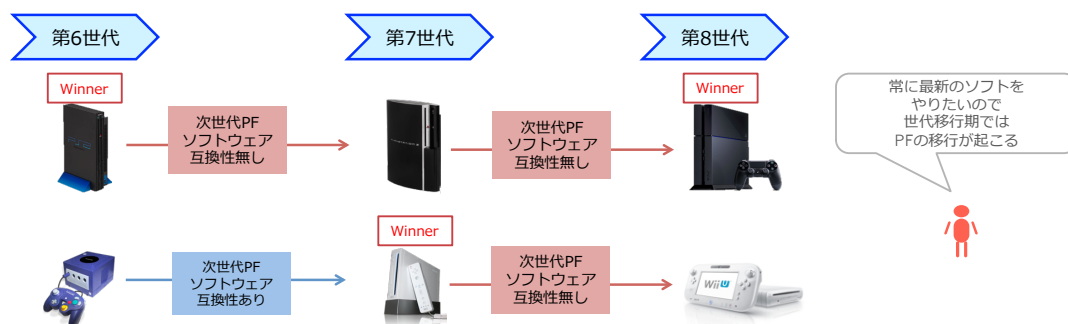 第6世代
第7世代
第8世代
Winner
Winner
常に最新のソフトを
やりたいので
世代移行期では
PFの移行が起こる
次世代PF
ソフトウェア
互換性無し
次世代PF
ソフトウェア
互換性無し
Winner
次世代PF
ソフトウェア
互換性あり
次世代PF
ソフトウェア
互換性無し
Wii U